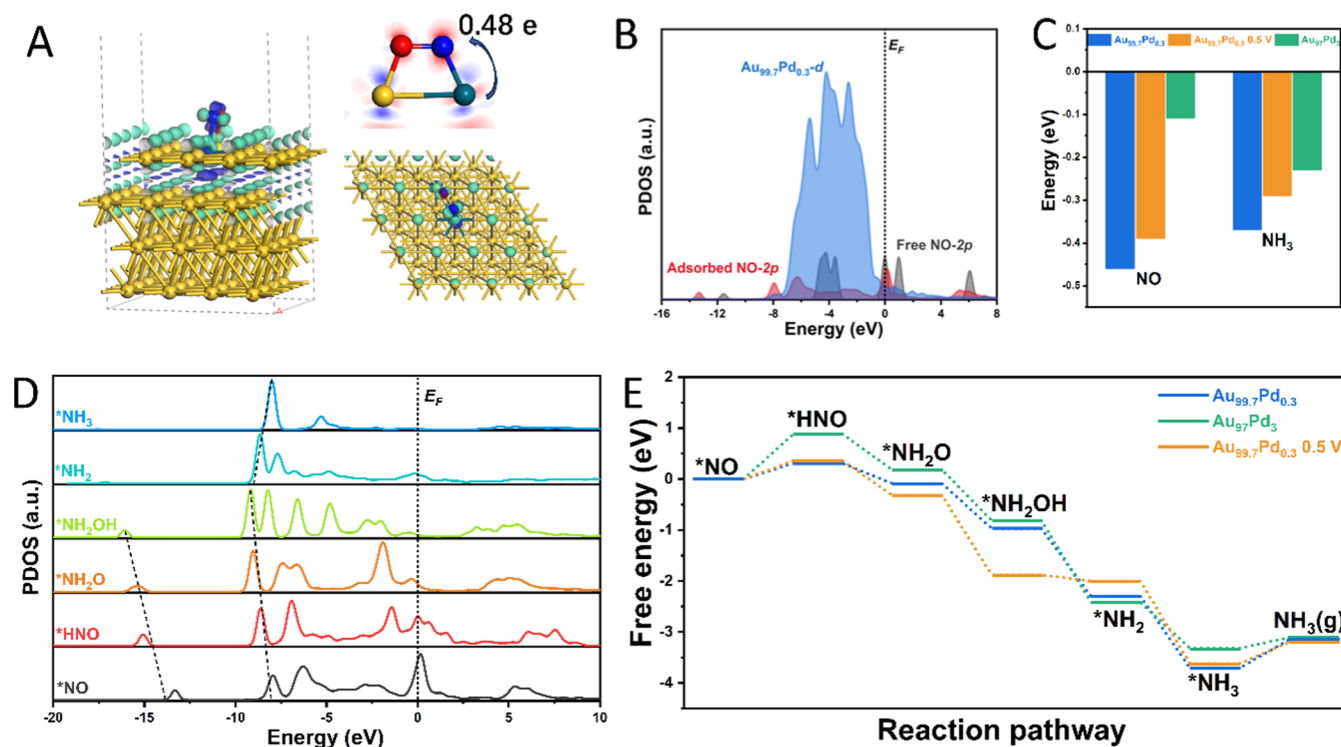 A
0.48 e
A
B
E_F
Au99.7Pd0.3-d
Free NO-2p
Adsorbed NO-2p
PDOS (a.u.)
-16 -12 -8 -4 0 4 8
Energy (eV)
C
Au99.7Pd0.3 Au99.7Pd0.3 0.5 V Au97Pd3
0.1
0.0
-0.1
-0.2
-0.3
-0.4
-0.5
Energy (eV)
NO
NH3
D
E_F
*NH3
*NH2
*NH2OH
*NH2O
*HNO
*NO
PDOS (a.u.)
-20 -15 -10 -5 0 5 10
Energy (eV)
E
2
1
0
-1
-2
-3
-4
Free energy (eV)
Au99.7Pd0.3
Au97Pd3
Au99.7Pd0.3 0.5 V
*NO
*HNO
*NH2O
*NH2OH
*NH2
*NH3
NH3(g)
Reaction pathway